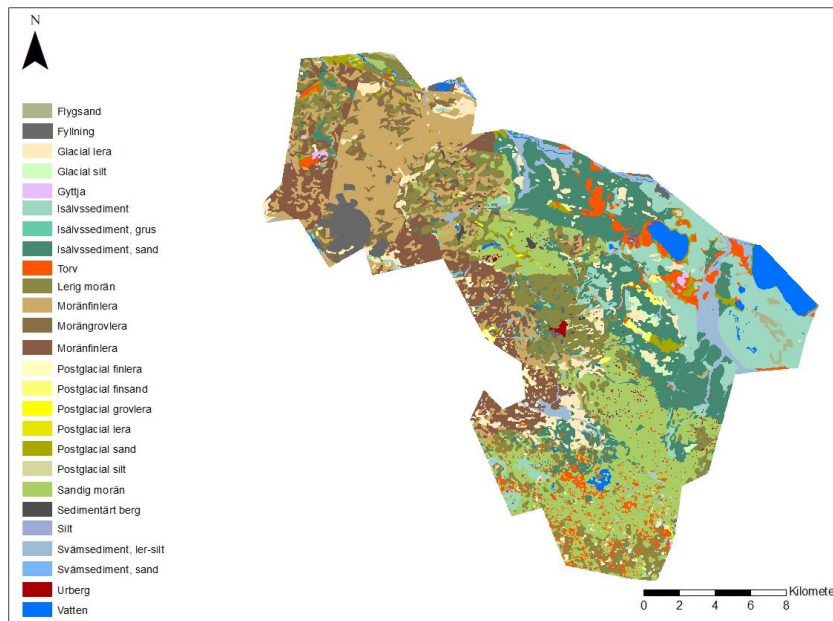 N
Flygsand
Fyllning
Glacial lera
Glacial silt
Gyttja
Isälvssediment
Isälvssediment, grus
Isälvssediment, sand
Torv
Lerig morän
Moränfinlera
Morängrovlera
Moränfinlera
Postglacial finlera
Postglacial finsand
Postglacial grovlera
Postglacial lera
Postglacial sand
Postglacial silt
Sandig morän
Sedimentärt berg
Silt
Svämsediment, ler-silt
Svämsediment, sand
Urberg
Vatten
Kilomete
0 2 4 6 8